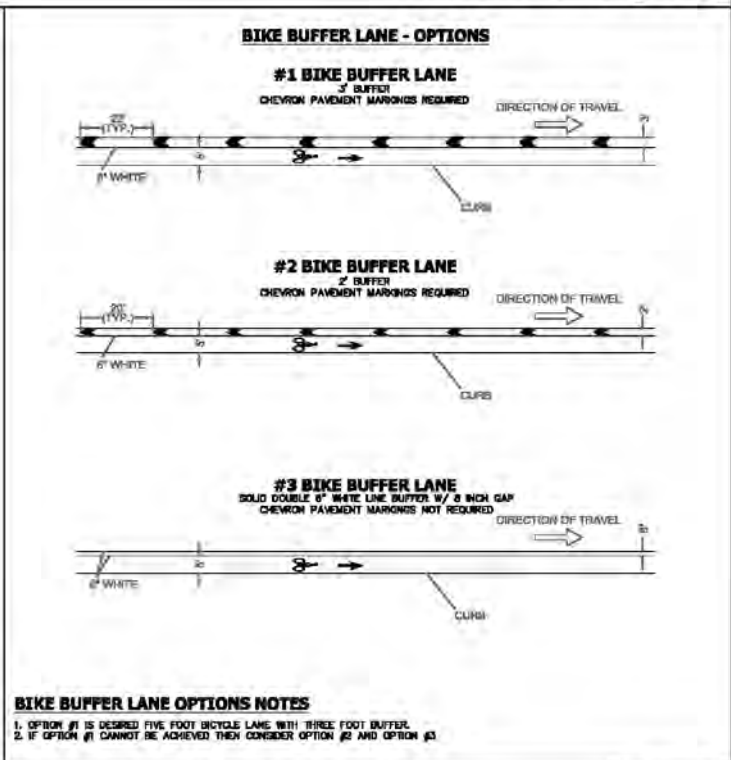 BIKE BUFFER LANE - OPTIONS
#1 BIKE BUFFER LANE
3' BUFFER
CHEVRON PAVEMENT MARKINGS REQUIRED
DIRECTION OF TRAVEL
(TYP.)
WHITE
CURB
#2 BIKE BUFFER LANE
2' BUFFER
CHEVRON PAVEMENT MARKINGS REQUIRED
DIRECTION OF TRAVEL
20'
(TYP.)
2'
6" WHITE
CURB
#3 BIKE BUFFER LANE
SOLID DOUBLE 6" WHITE LINE BUFFER W/ 8 INCH GAP
CHEVRON PAVEMENT MARKINGS NOT REQUIRED
DIRECTION OF TRAVEL
6" WHITE
CURB
BIKE BUFFER LANE OPTIONS NOTES
1. OPTION #1 IS DESIRED FIVE FOOT BICYCLE LANE WITH THREE FOOT BUFFER.
2. IF OPTION #1 CANNOT BE ACHIEVED THEN CONSIDER OPTION #2 AND OPTION #3